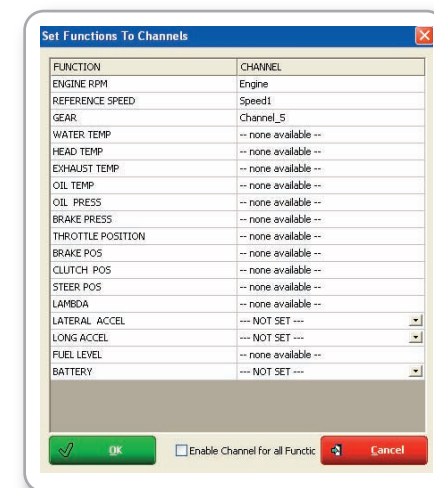 Set Functions To Channels
FUNCTION CHANNEL
ENGINE RPM Engine
REFERENCE SPEED Speed1
GEAR Channel_5
WATER TEMP -- none available --
HEAD TEMP -- none available --
EXHAUST TEMP -- none available --
OIL TEMP -- none available --
OIL PRESS -- none available --
BRAKE PRESS -- none available --
THROTTLE POSITION -- none available --
BRAKE POS -- none available --
CLUTCH POS -- none available --
STEER POS -- none available --
LAMBDA -- none available --
LATERAL ACCEL --- NOT SET ---
LONG ACCEL --- NOT SET ---
FUEL LEVEL -- none available --
BATTERY --- NOT SET ---
OK Enable Channel for all Functic Cancel